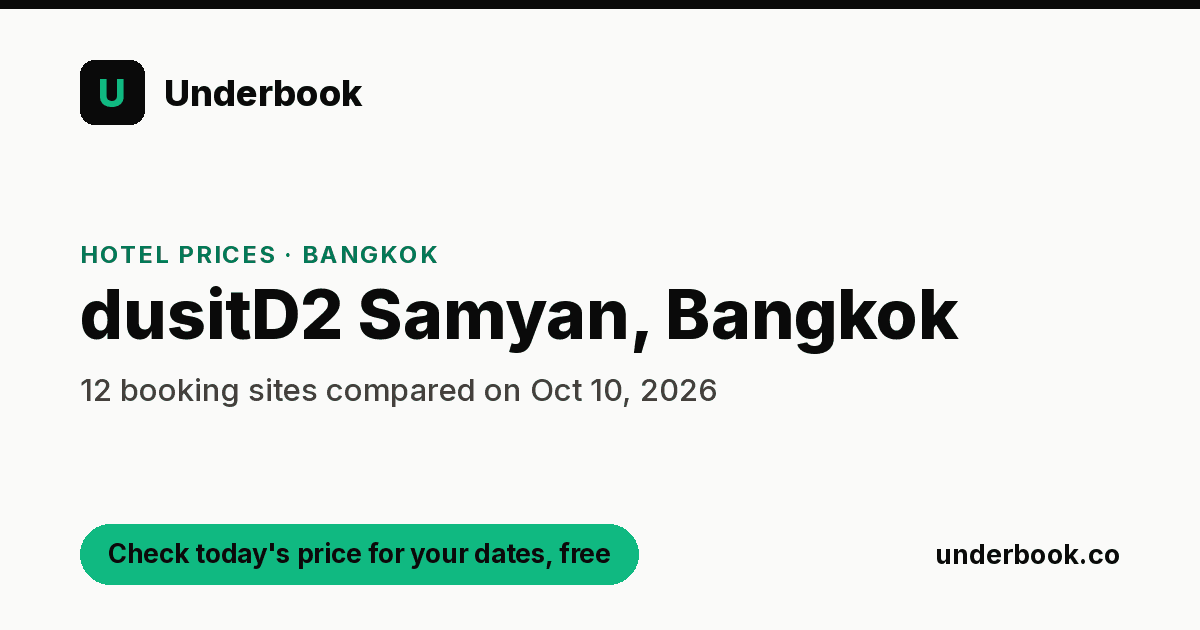 U Underbook
HOTEL PRICES · BANGKOK
dusitD2 Samyan, Bangkok
12 booking sites compared on Oct 10, 2026
Check today's price for your dates, free
underbook.co